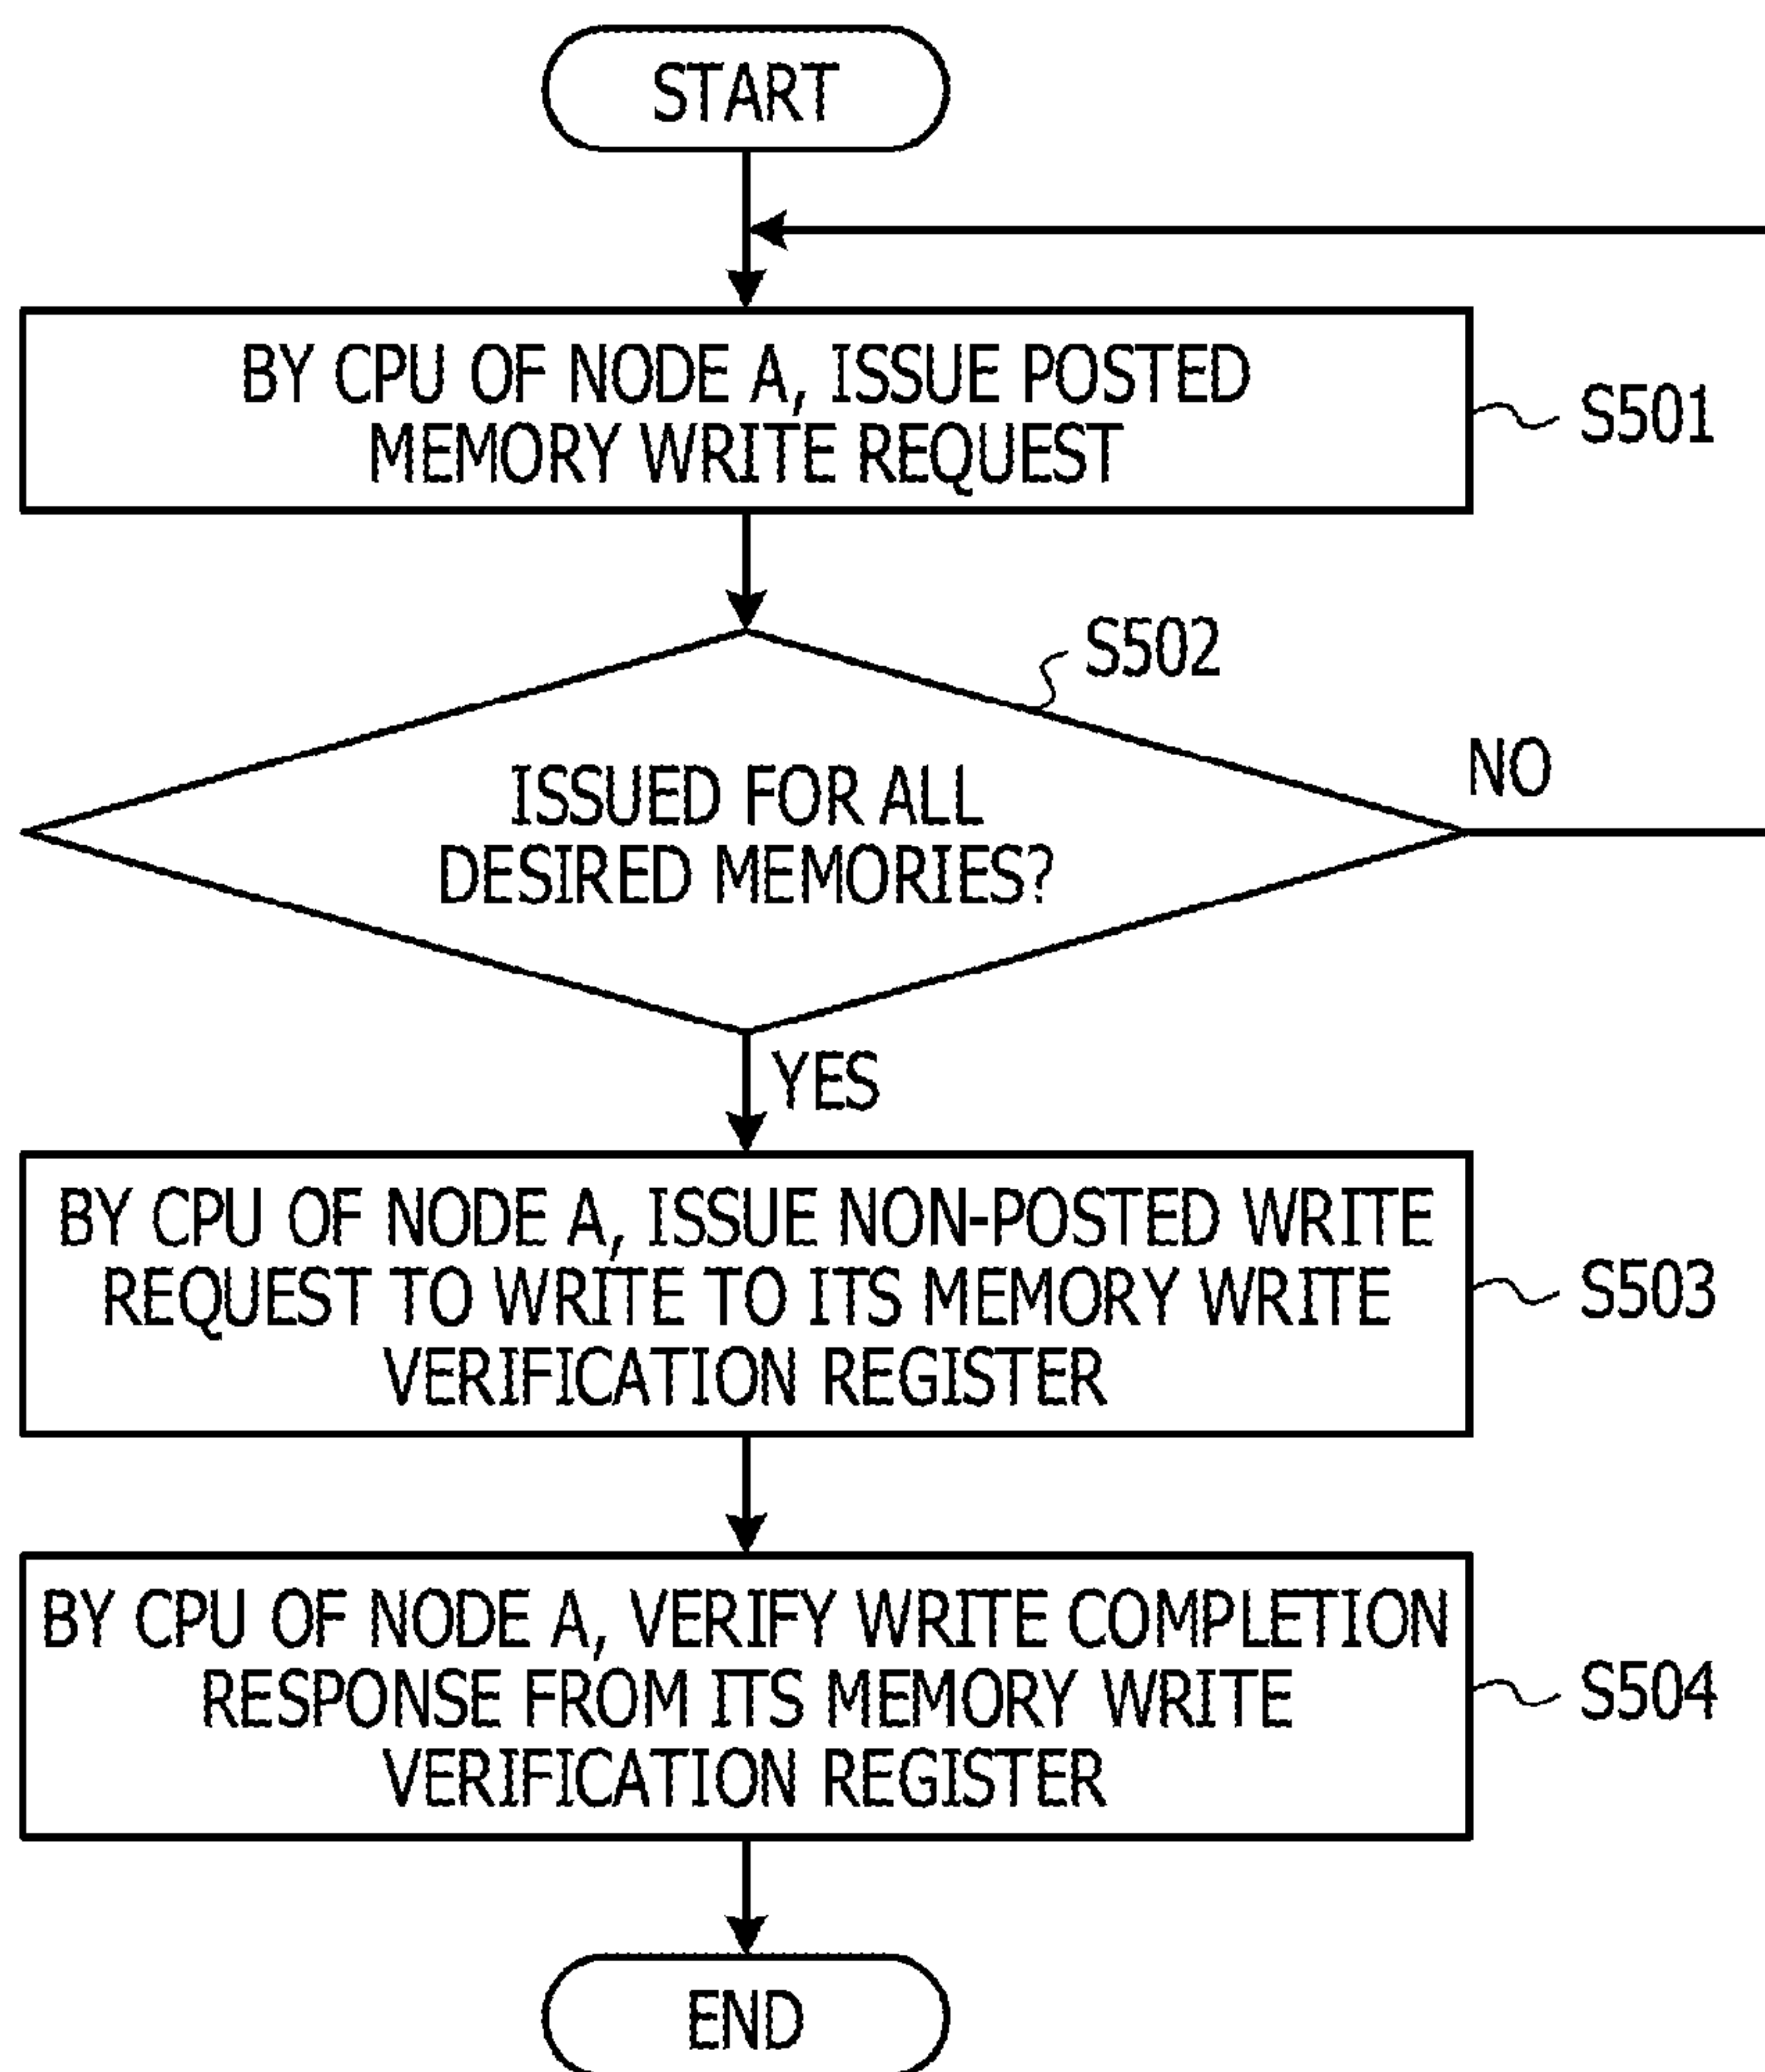 START
BY CPU OF NODE A, ISSUE POSTED
MEMORY WRITE REQUEST
S501
S502
ISSUED FOR ALL
DESIRED MEMORIES?
NO
YES
BY CPU OF NODE A, ISSUE NON-POSTED WRITE
REQUEST TO WRITE TO ITS MEMORY WRITE
VERIFICATION REGISTER
S503
BY CPU OF NODE A, VERIFY WRITE COMPLETION
RESPONSE FROM ITS MEMORY WRITE
VERIFICATION REGISTER
S504
END